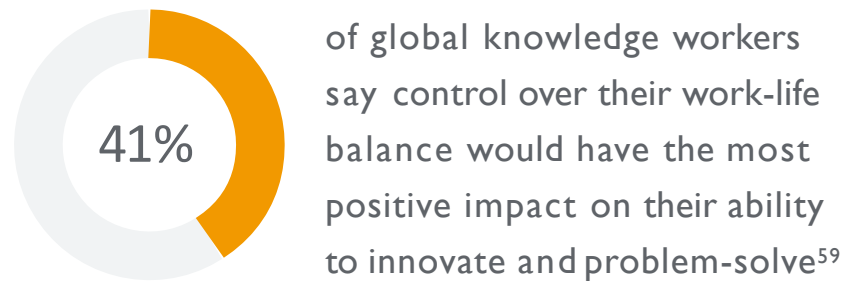 41%
of global knowledge workers
say control over their work-life
balance would have the most
positive impact on their ability
to innovate and problem-solve⁵⁹